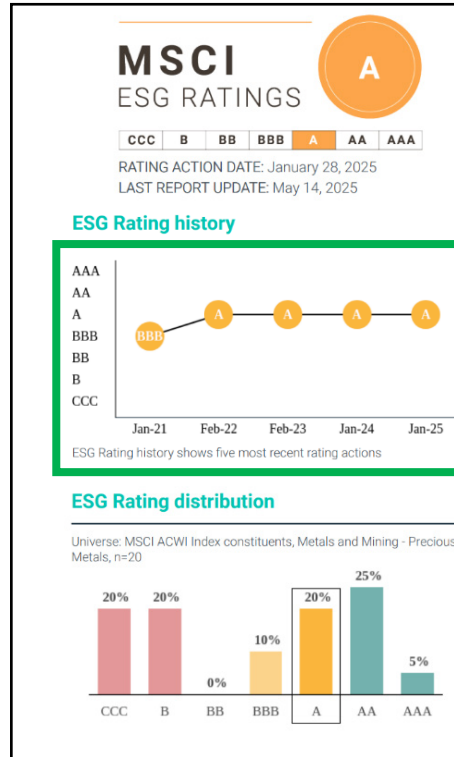 MSCI
ESG RATINGS
A
CCC B BB BBB A AA AAA
RATING ACTION DATE: January 28, 2025
LAST REPORT UPDATE: May 14, 2025
ESG Rating history
AAA
AA
A
BBB
BB
B
CCC
BBB A A A A
Jan-21 Feb-22 Feb-23 Jan-24 Jan-25
ESG Rating history shows five most recent rating actions
ESG Rating distribution
Universe: MSCI ACWI Index constituents, Metals and Mining - Precious
Metals, n=20
20% 20% 0% 10% 20% 25% 5%
CCC B BB BBB A AA AAA